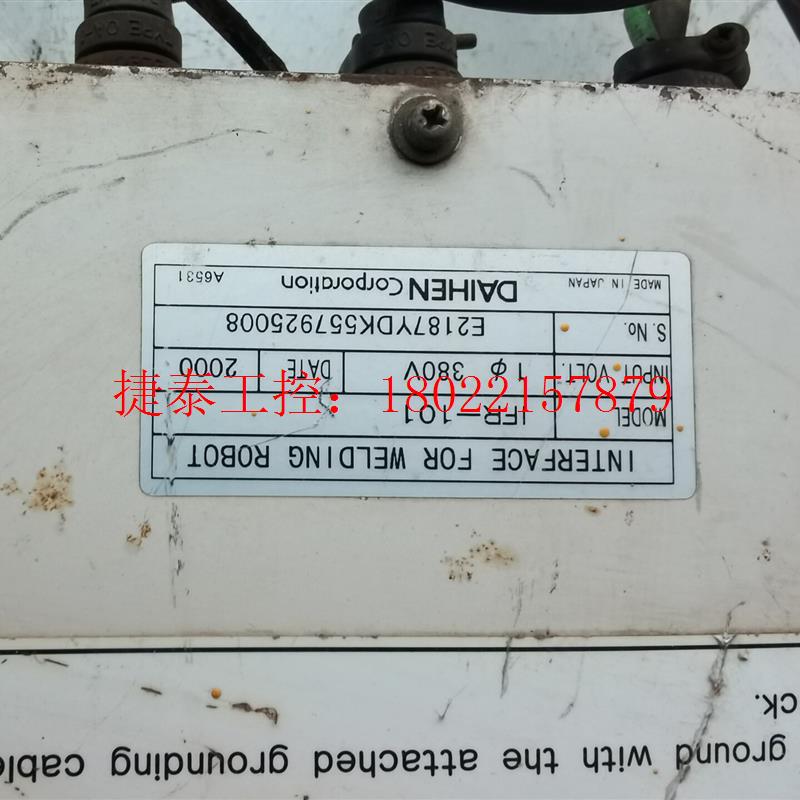 INTERFACE FOR WELDING ROBOT
MODEL IFR-101
INPUT VOLT. 1φ 380V DATE 2000
S.No. E2187YDK557925008
MADE IN JAPAN DAIHEN Corporation A6531
捷泰工控：18022157879
ground with the attached grounding cable
ck.